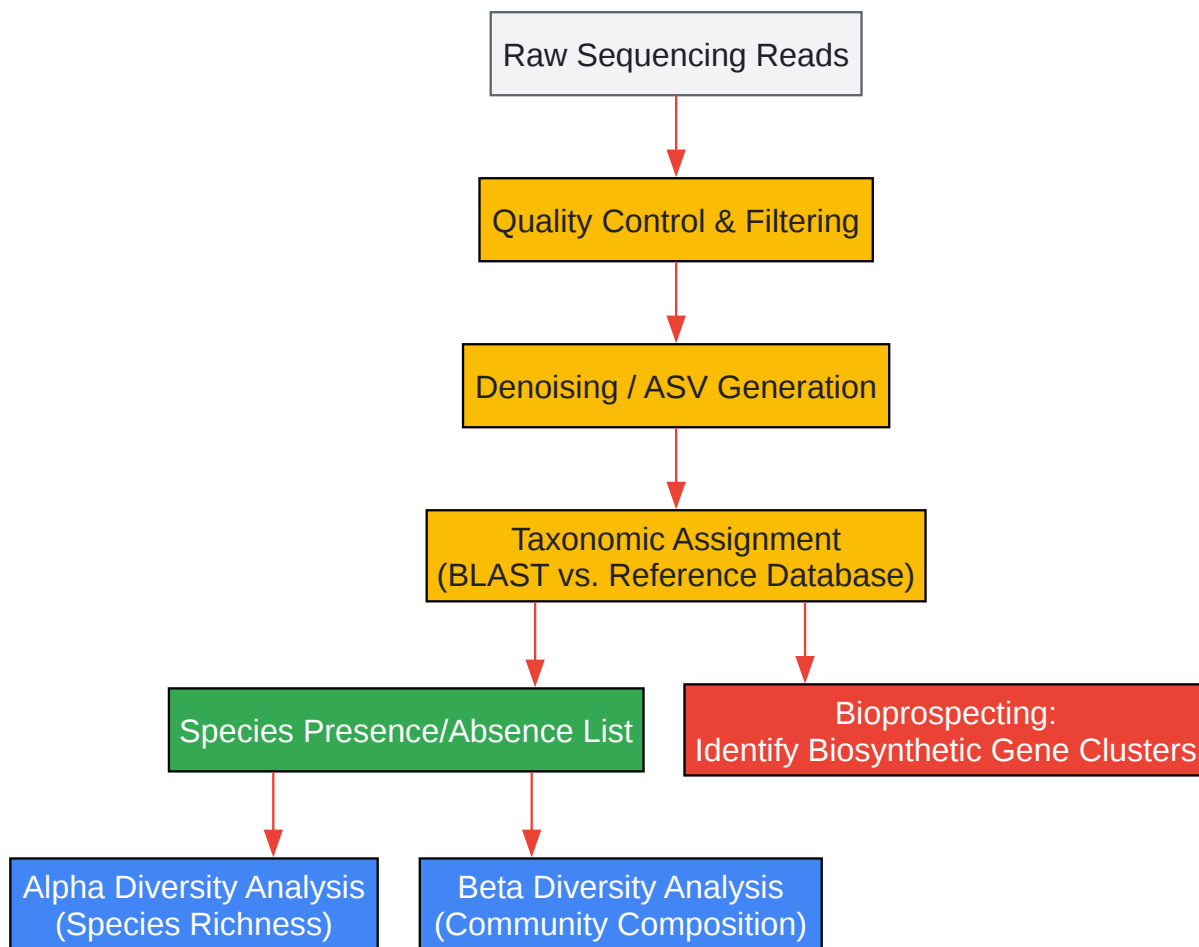 Raw Sequencing Reads
Quality Control & Filtering
Denoising / ASV Generation
Taxonomic Assignment
(BLAST vs. Reference Database)
Species Presence/Absence List
Bioprospecting:
Identify Biosynthetic Gene Clusters
Alpha Diversity Analysis
(Species Richness)
Beta Diversity Analysis
(Community Composition)